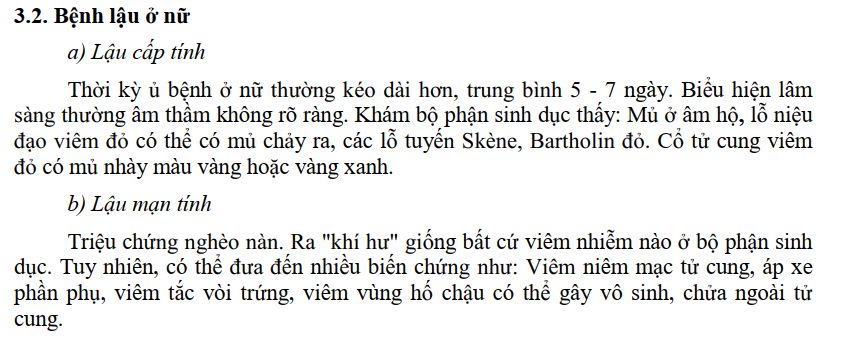 3.2. Bệnh lậu ở nữ
a) Lậu cấp tính
Thời kỳ ủ bệnh ở nữ thường kéo dài hơn, trung bình 5 - 7 ngày. Biểu hiện lâm
sàng thường âm thầm không rõ ràng. Khám bộ phận sinh dục thấy: Mủ ở âm hộ, lỗ niệu
đạo viêm đỏ có thể có mủ chảy ra, các lỗ tuyến Skène, Bartholin đỏ. Cổ tử cung viêm
đỏ có mủ nhày màu vàng hoặc vàng xanh.
b) Lậu mạn tính
Triệu chứng nghèo nàn. Ra "khí hư" giống bất cứ viêm nhiễm nào ở bộ phận sinh
dục. Tuy nhiên, có thể đưa đến nhiều biến chứng như: Viêm niêm mạc tử cung, áp xe
phần phụ, viêm tắc vòi trứng, viêm vùng hố chậu có thể gây vô sinh, chửa ngoài tử
cung.